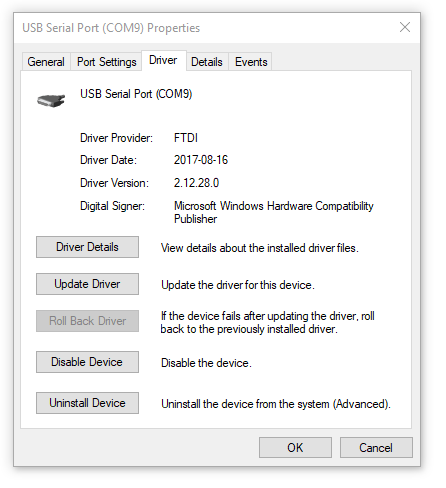 USB Serial Port (COM9) Properties
General Port Settings Driver Details Events
USB Serial Port (COM9)
Driver Provider: FTDI
Driver Date: 2017-08-16
Driver Version: 2.12.28.0
Digital Signer: Microsoft Windows Hardware Compatibility
Publisher
Driver Details View details about the installed driver files.
Update Driver Update the driver for this device.
Roll Back Driver If the device fails after updating the driver, roll
back to the previously installed driver.
Disable Device Disable the device.
Uninstall Device Uninstall the device from the system (Advanced).
OK Cancel